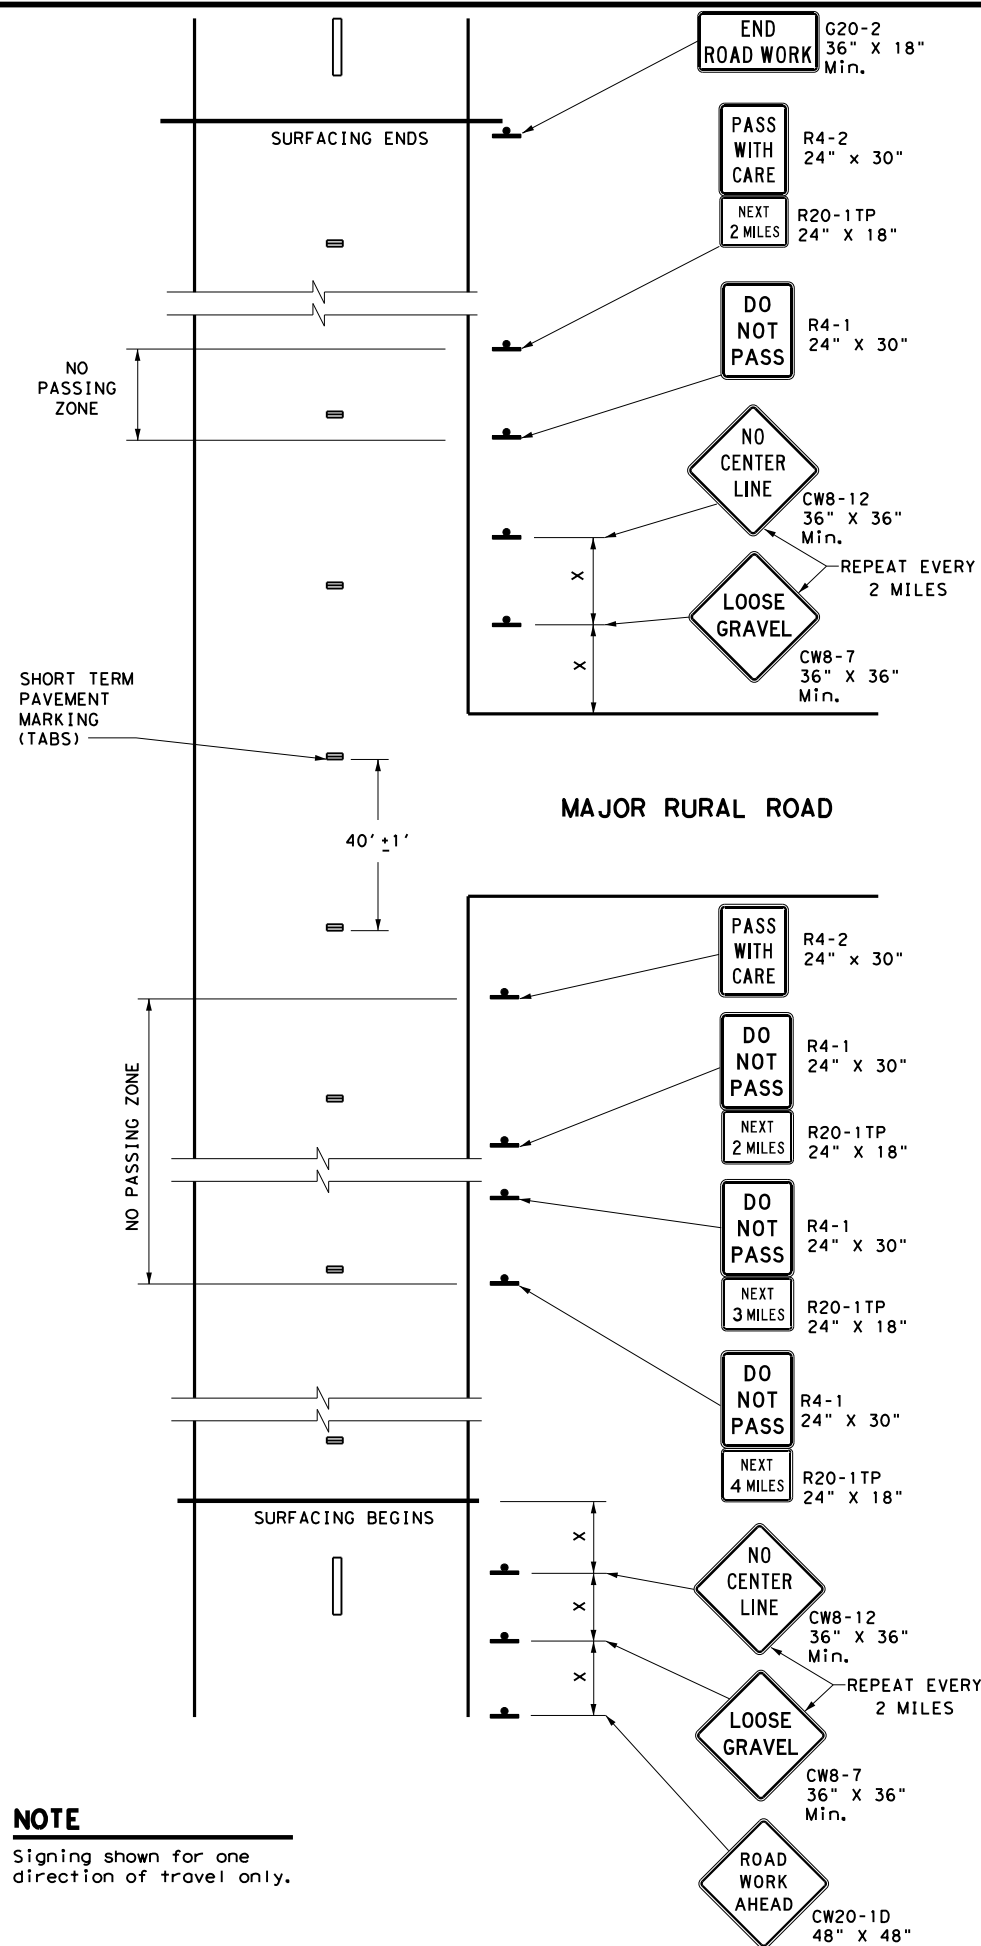 END
ROAD WORK
G20-2
36" X 18"
Min.
SURFACING ENDS
PASS
WITH
CARE
R4-2
24" x 30"
NEXT
2 MILES
R20-1TP
24" X 18"
DO
NOT
PASS
R4-1
24" X 30"
NO
PASSING
ZONE
NO
CENTER
LINE
CW8-12
36" X 36"
Min.
X
REPEAT EVERY
2 MILES
LOOSE
GRAVEL
CW8-7
36" X 36"
Min.
X
SHORT TERM
PAVEMENT
MARKING
(TABS)
40' ±1'
MAJOR RURAL ROAD
PASS
WITH
CARE
R4-2
24" x 30"
DO
NOT
PASS
R4-1
24" X 30"
NEXT
2 MILES
R20-1TP
24" X 18"
NO PASSING ZONE
DO
NOT
PASS
R4-1
24" X 30"
NEXT
3 MILES
R20-1TP
24" X 18"
DO
NOT
PASS
R4-1
24" X 30"
NEXT
4 MILES
R20-1TP
24" X 18"
SURFACING BEGINS
X
NO
CENTER
LINE
CW8-12
36" X 36"
Min.
X
REPEAT EVERY
2 MILES
X
LOOSE
GRAVEL
CW8-7
36" X 36"
Min.
NOTE
Signing shown for one
direction of travel only.
ROAD
WORK
AHEAD
CW20-1D
48" X 48"